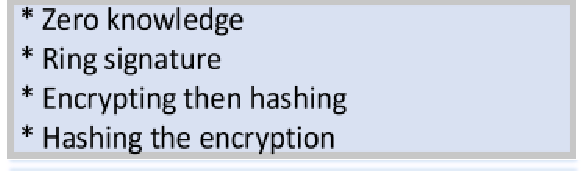 * Zero knowledge
* Ring signature
* Encrypting then hashing
* Hashing the encryption